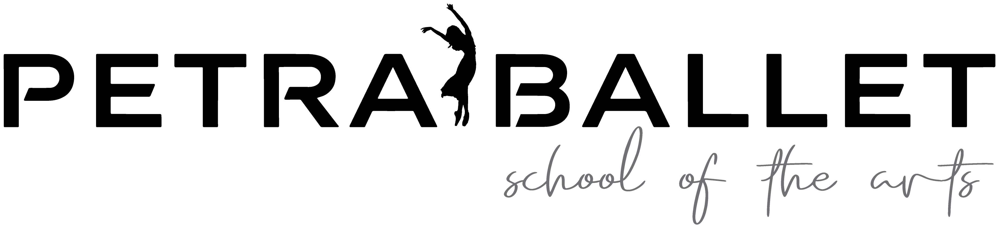 PETRA BALLET
school of the arts